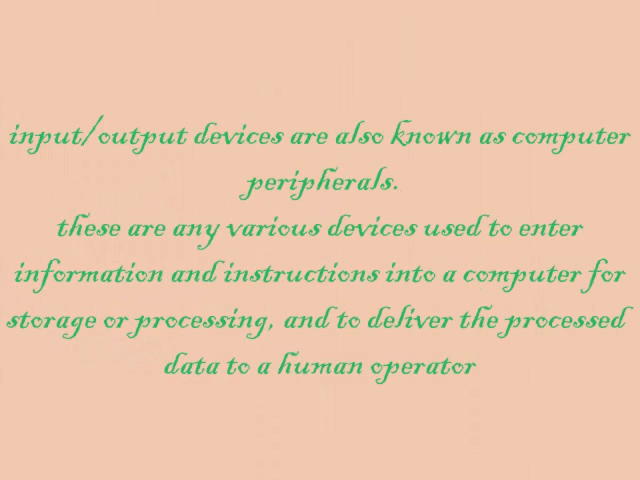 input/output devices are also known as computer
peripherals.
these are any various devices used to enter
information and instructions into a computer for
storage or processing, and to deliver the processed
data to a human operator